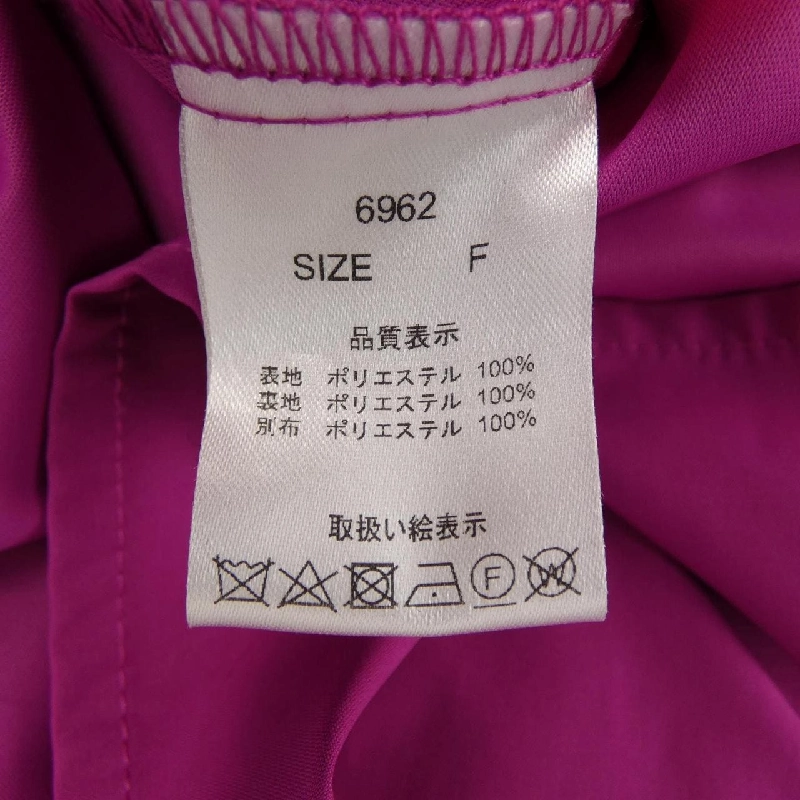 6962
SIZE F
品質表示
表地 ポリエステル 100%
裏地 ポリエステル 100%
別布 ポリエステル 100%
取扱い絵表示
F W